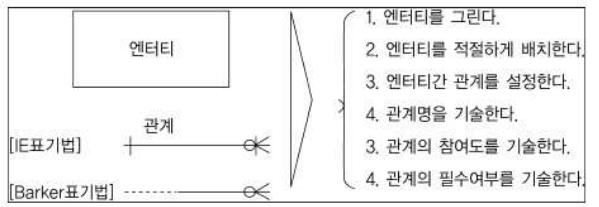 엔터티
관계
[IE표기법]
[Barker표기법]
1. 엔터티를 그린다.
2. 엔터티를 적절하게 배치한다.
3. 엔터티간 관계를 설정한다.
4. 관계명을 기술한다.
3. 관계의 참여도를 기술한다.
4. 관계의 필수여부를 기술한다.